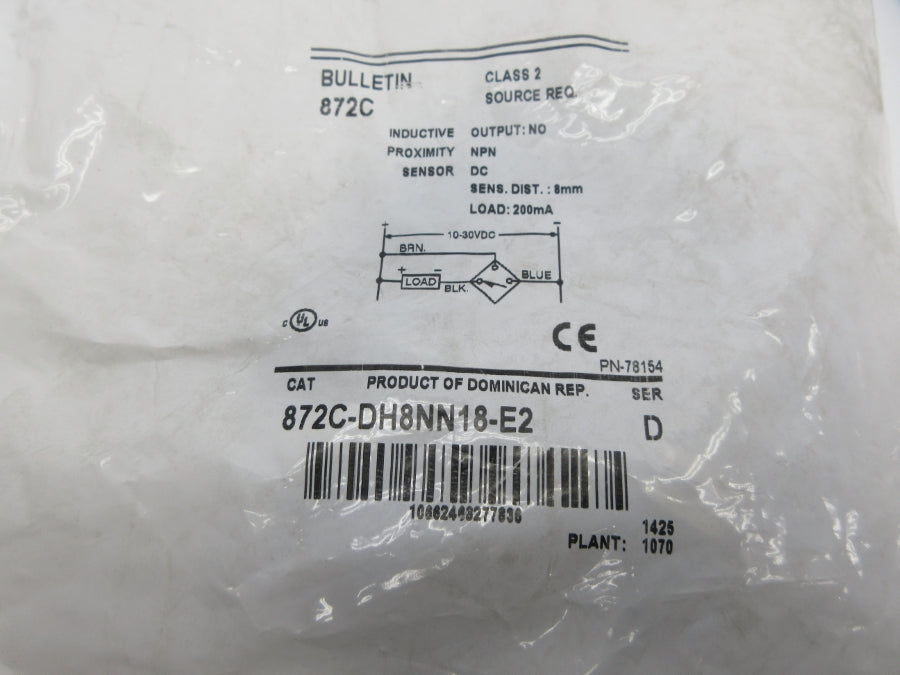 BULLETIN
872C
CLASS 2
SOURCE REQ.
INDUCTIVE
PROXIMITY
SENSOR
OUTPUT: NO
NPN
DC
SENS. DIST. : 8mm
LOAD: 200mA
+ 10-30VDC -
BRN.
+ -
LOAD BLK. BLUE
C UL US
CE
PN-78154
CAT PRODUCT OF DOMINICAN REP. SER
872C-DH8NN18-E2 D
1425
PLANT: 1070